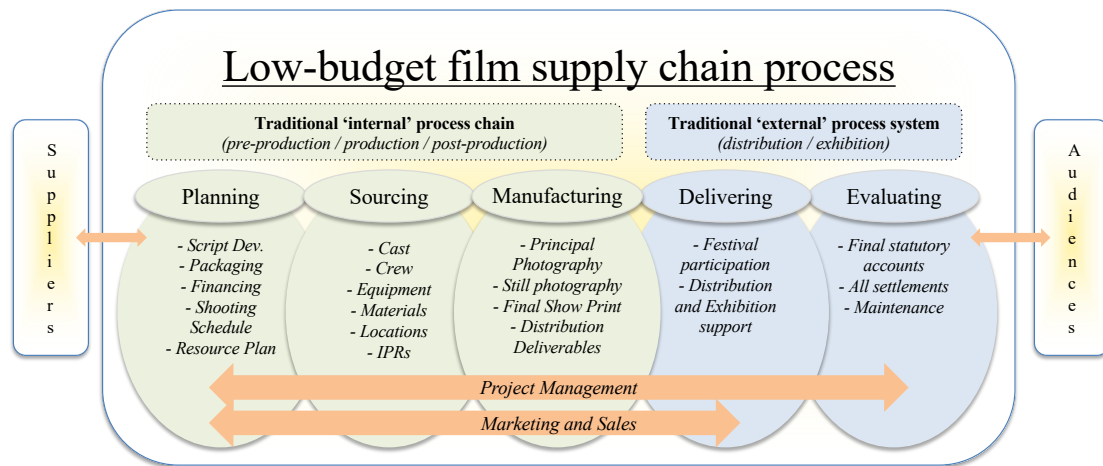 Low-budget film supply chain process
Traditional ‘internal’ process chain
(pre-production / production / post-production)
Traditional ‘external’ process system
(distribution / exhibition)
Suppliers
Planning
- Script Dev.
- Packaging
- Financing
- Shooting
Schedule
- Resource Plan
Sourcing
- Cast
- Crew
- Equipment
- Materials
- Locations
- IPRs
Manufacturing
- Principal
Photography
- Still photography
- Final Show Print
- Distribution
Deliverables
Delivering
- Festival
participation
- Distribution
and Exhibition
support
Evaluating
- Final statutory
accounts
- All settlements
- Maintenance
Audiences
Project Management
Marketing and Sales